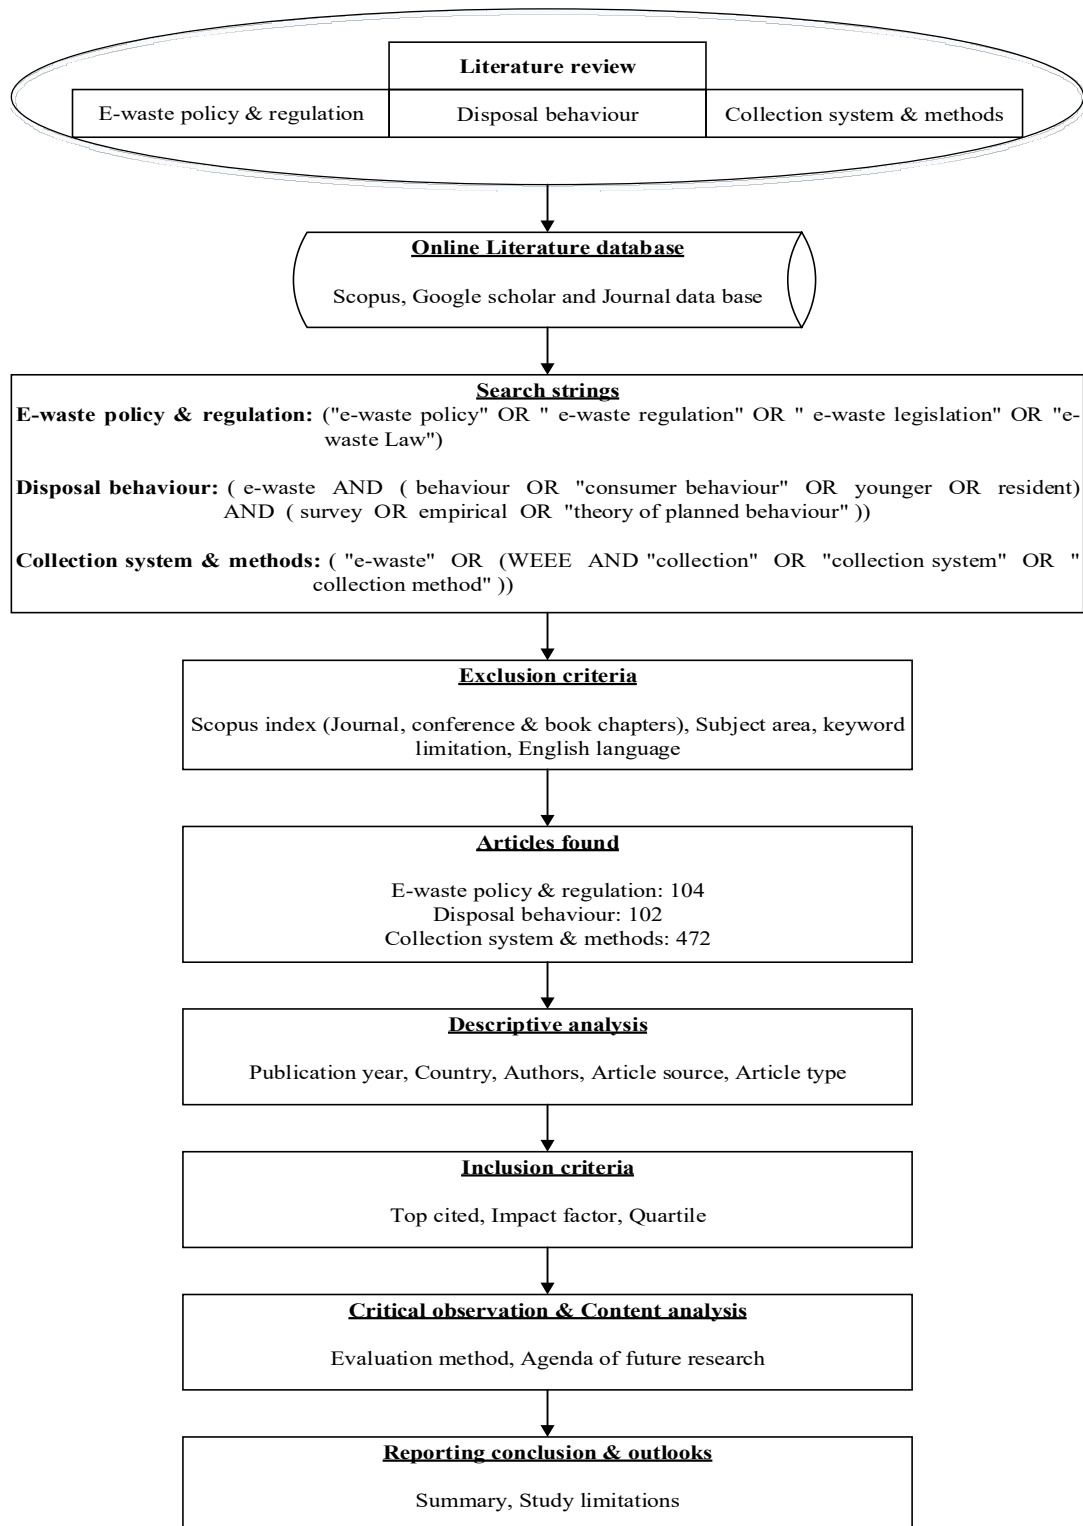 Literature review
E-waste policy & regulation
Disposal behaviour
Collection system & methods
Online Literature database
Scopus, Google scholar and Journal data base
Search strings
E-waste policy & regulation: ("e-waste policy" OR " e-waste regulation" OR " e-waste legislation" OR "e-
waste Law")
Disposal behaviour: ( e-waste AND ( behaviour OR "consumer behaviour" OR younger OR resident)
AND ( survey OR empirical OR "theory of planned behaviour" ))
Collection system & methods: ( "e-waste" OR (WEEE AND "collection" OR "collection system" OR "
collection method" ))
Exclusion criteria
Scopus index (Journal, conference & book chapters), Subject area, keyword
limitation, English language
Articles found
E-waste policy & regulation: 104
Disposal behaviour: 102
Collection system & methods: 472
Descriptive analysis
Publication year, Country, Authors, Article source, Article type
Inclusion criteria
Top cited, Impact factor, Quartile
Critical observation & Content analysis
Evaluation method, Agenda of future research
Reporting conclusion & outlooks
Summary, Study limitations